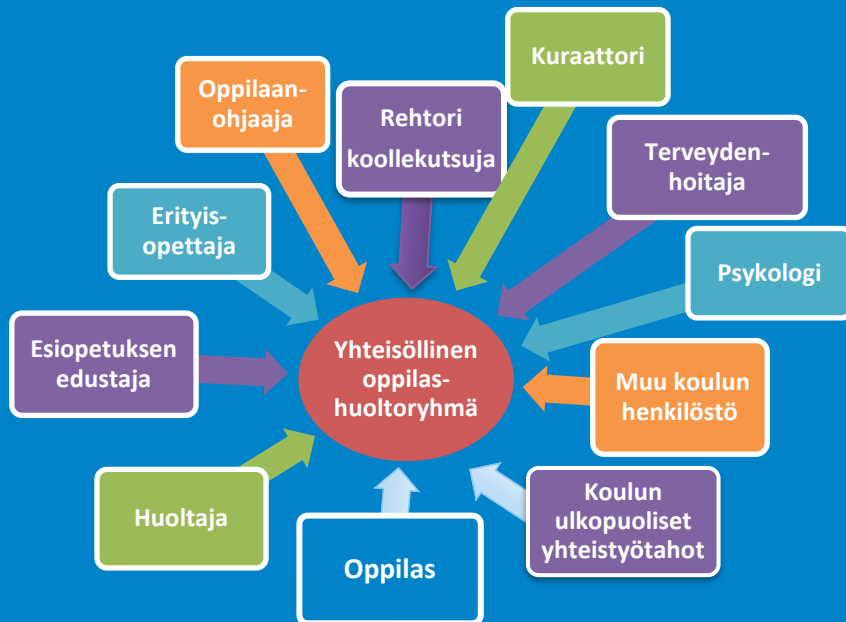 Kuraattori
Oppilaan-
ohjaaja
Rehtori
koollekutsuja
Terveyden-
hoitaja
Erityis-
opettaja
Psykologi
Esiopetuksen
edustaja
Yhteisöllinen
oppilas-
huoltoryhmä
Muu koulun
henkilöstö
Huoltaja
Oppilas
Koulun
ulkopuoliset
yhteistyötahot